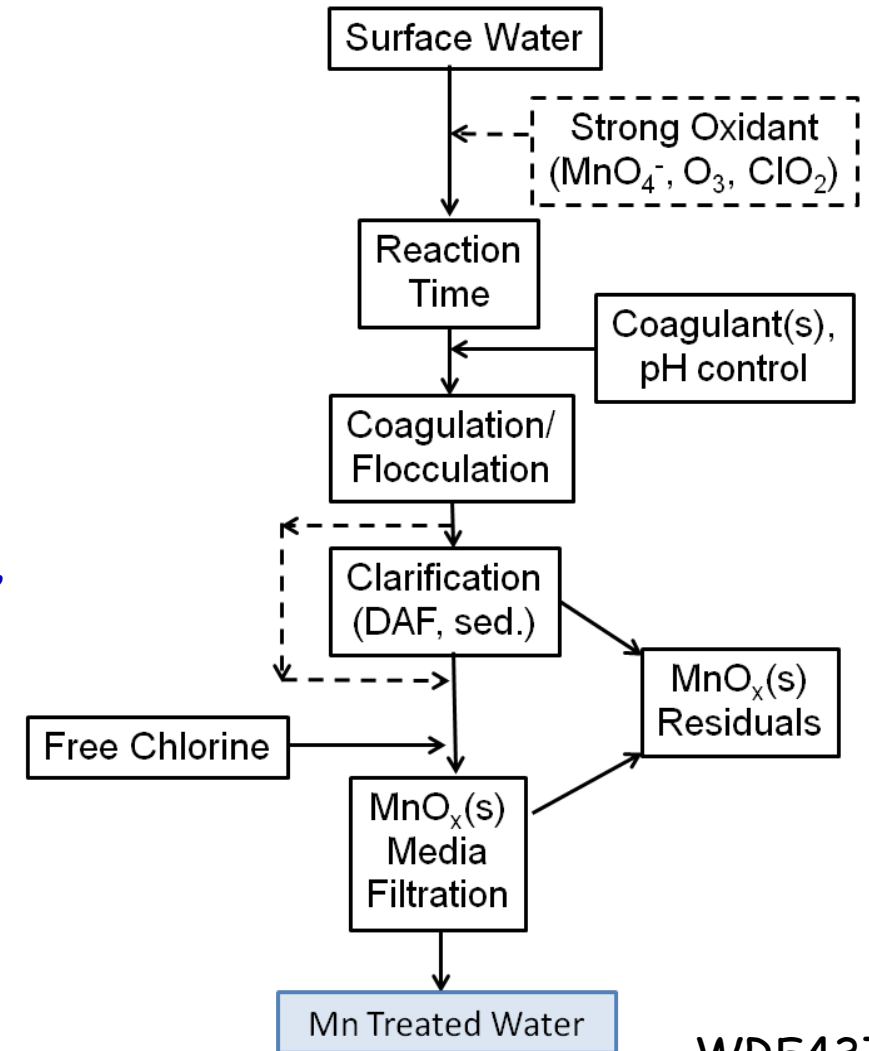 Surface Water
Strong Oxidant
(MnO₄⁻, O₃, ClO₂)
Reaction
Time
Coagulant(s),
pH control
Coagulation/
Flocculation
Clarification
(DAF, sed.)
MnOₓ(s)
Residuals
Free Chlorine
MnOₓ(s)
Media
Filtration
Mn Treated Water